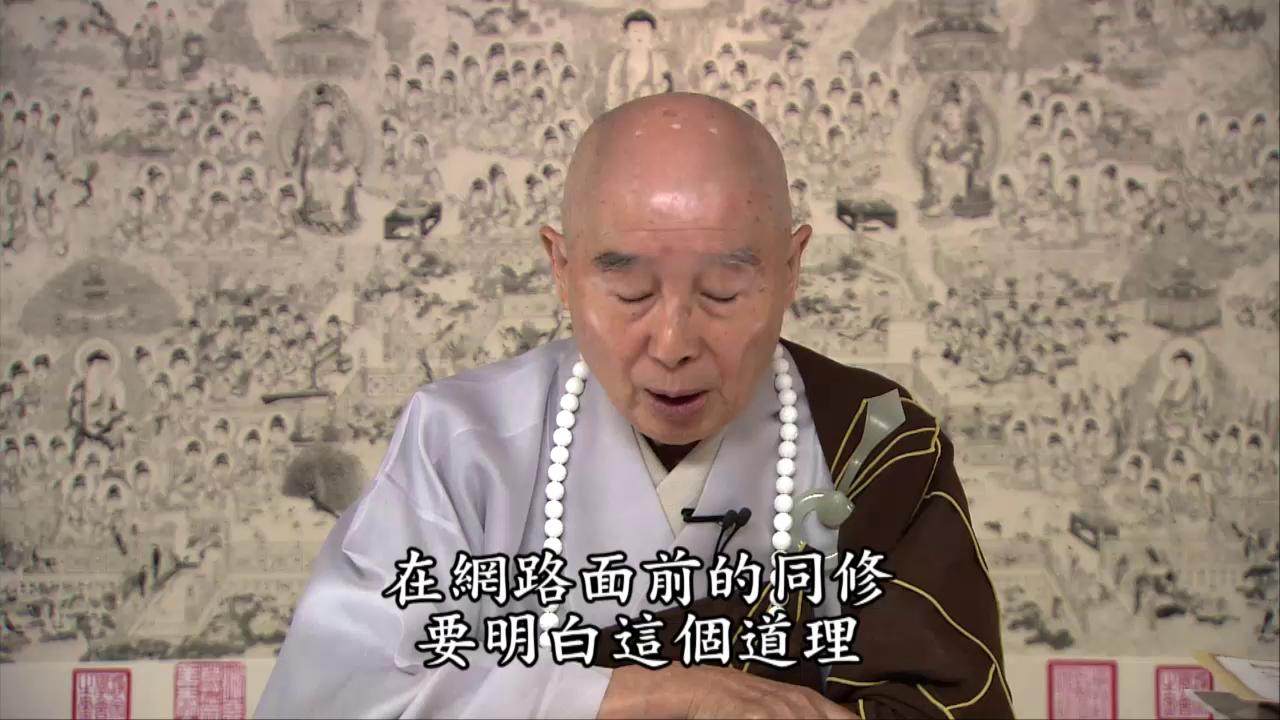 在網路面前的同修
要明白這個道理